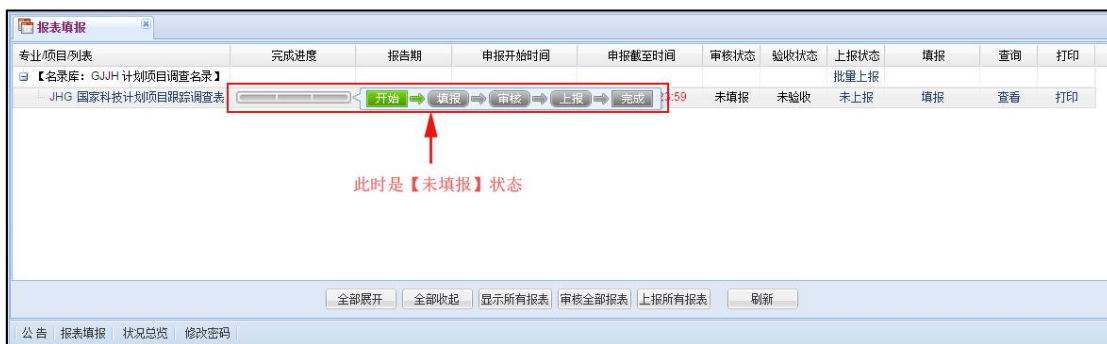 报表填报
专业/项目/列表 完成进度 报告期 申报开始时间 申报截至时间 审核状态 验收状态 上报状态 填报 查询 打印
【名录库：GJJH 计划项目调查名录】 批量上报
JHG 国家科技计划项目跟踪调查表 开始 填报 审核 上报 完成 :59 未填报 未验收 未上报 填报 查看 打印
此时是【未填报】状态
全部展开 全部收起 显示所有报表 审核全部报表 上报所有报表 刷新
公告 报表填报 状况总览 修改密码